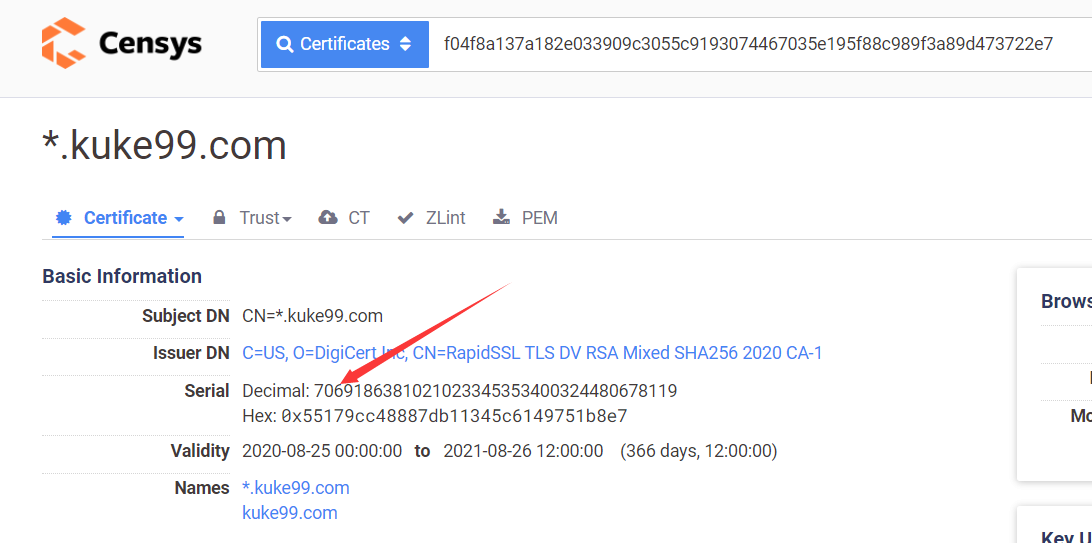 Censys
Certificates
f04f8a137a182e033909c3055c9193074467035e195f88c989f3a89d473722e7
*.kuke99.com
Certificate
Trust
CT
ZLint
PEM
Basic Information
Subject DN CN=*.kuke99.com
Issuer DN C=US, O=DigiCert Inc, CN=RapidSSL TLS DV RSA Mixed SHA256 2020 CA-1
Serial Decimal: 7069186381021023345353400324480678119
Hex: 0x55179cc48887db11345c6149751b8e7
Validity 2020-08-25 00:00:00 to 2021-08-26 12:00:00 (366 days, 12:00:00)
Names *.kuke99.com
kuke99.com
Brows
Mo
Key U